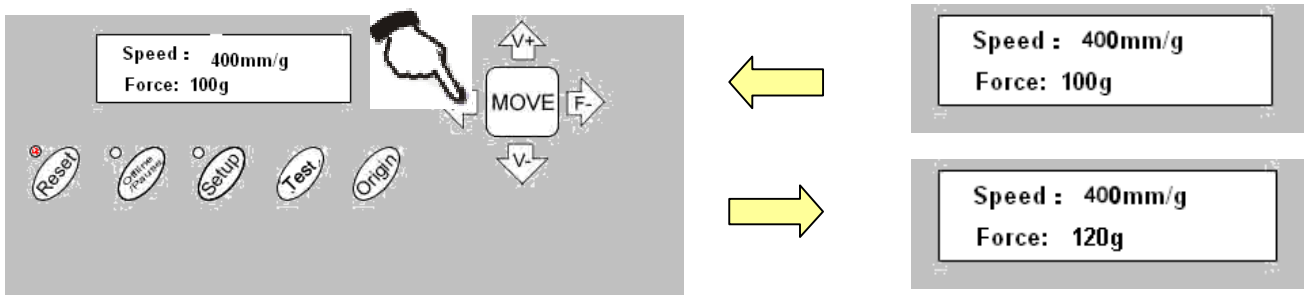 Speed : 400mm/g
Force: 100g
V+
MOVE
F-
V-
Reset
Offline
/Pause
Setup
Test
Origin
Speed : 400mm/g
Force: 100g
Speed : 400mm/g
Force: 120g